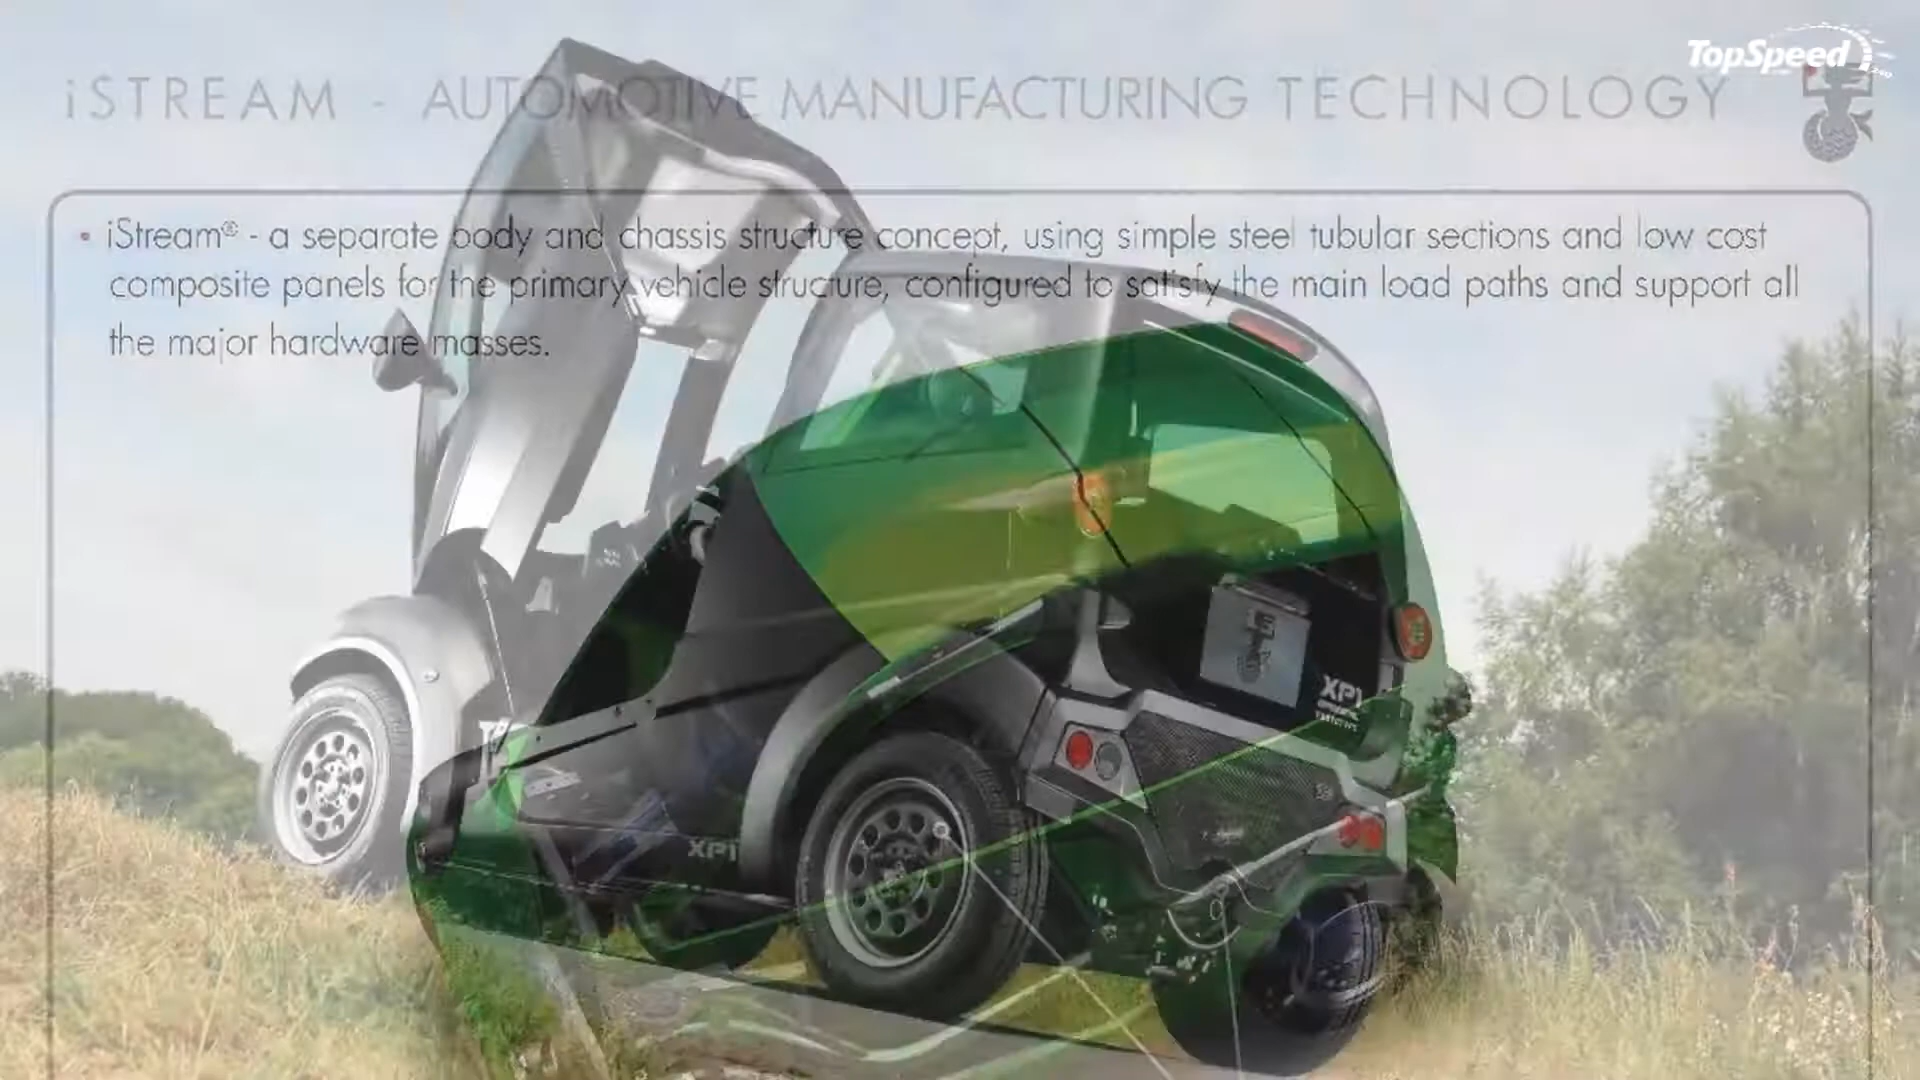 TopSpeed
iSTREAM - AUTOMOTIVE MANUFACTURING TECHNOLOGY
• iStream® - a separate body and chassis structure concept, using simple steel tubular sections and low cost
composite panels for the primary vehicle structure, configured to satisfy the main load paths and support all
the major hardware masses.
XP1
XP1